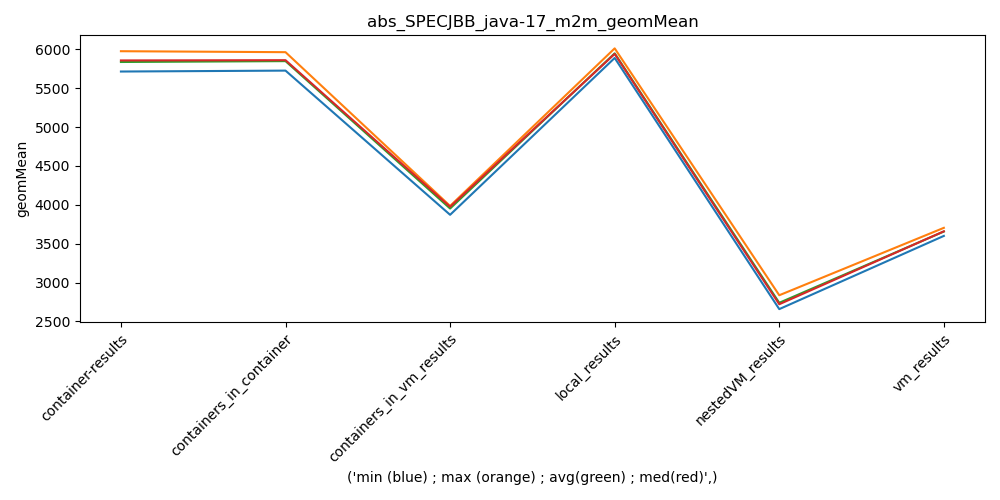 abs_SPECJBB_java-17_m2m_geomMean
geomMean
6000
5500
5000
4500
4000
3500
3000
2500
container-results
containers_in_container
containers_in_vm_results
local_results
nestedVM_results
vm_results
('min (blue) ; max (orange) ; avg(green) ; med(red)',)